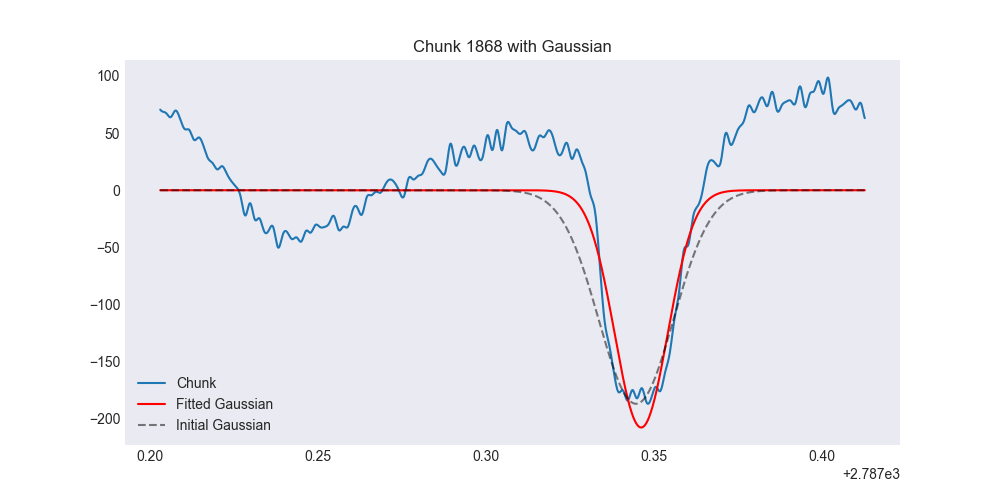 Chunk 1868 with Gaussian
100
50
0
−50
−100
−150
−200
Chunk
Fitted Gaussian
Initial Gaussian
0.20 0.25 0.30 0.35 0.40
+2.787e3